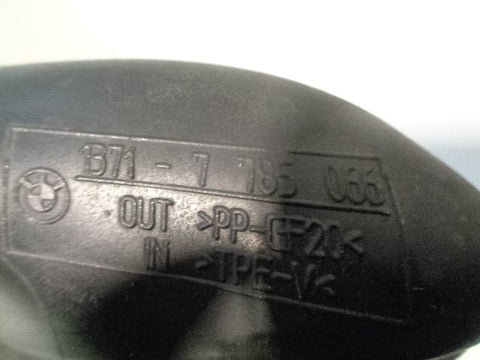 1371 - 7 785 066
OUT >PP-GF20<
IN >TPE-V<